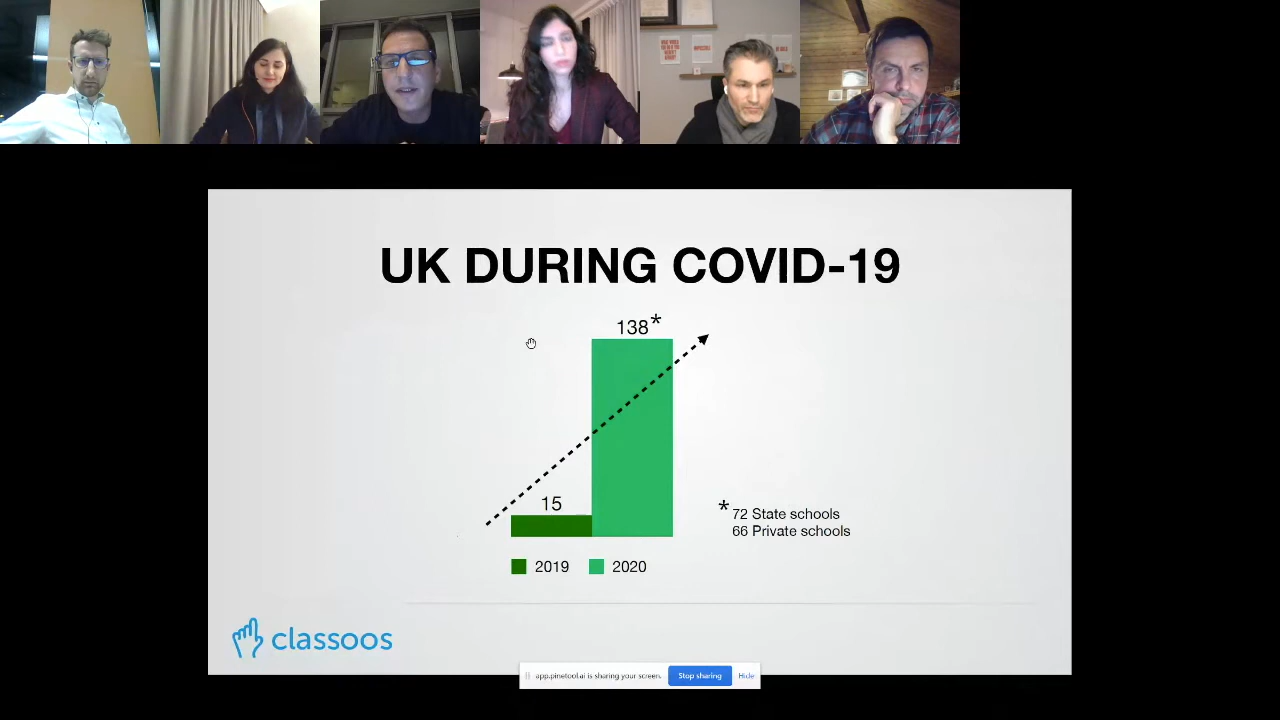 UK DURING COVID-19
138*
15
* 72 State schools
66 Private schools
2019 2020
classoos
app.pinetool.ai is sharing your screen. Stop sharing Hide